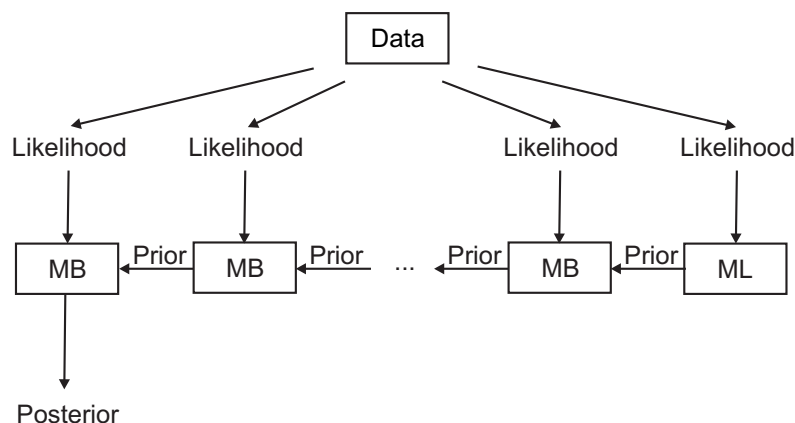 Data
Likelihood Likelihood Likelihood Likelihood
MB Prior MB Prior ... Prior MB Prior ML
Posterior